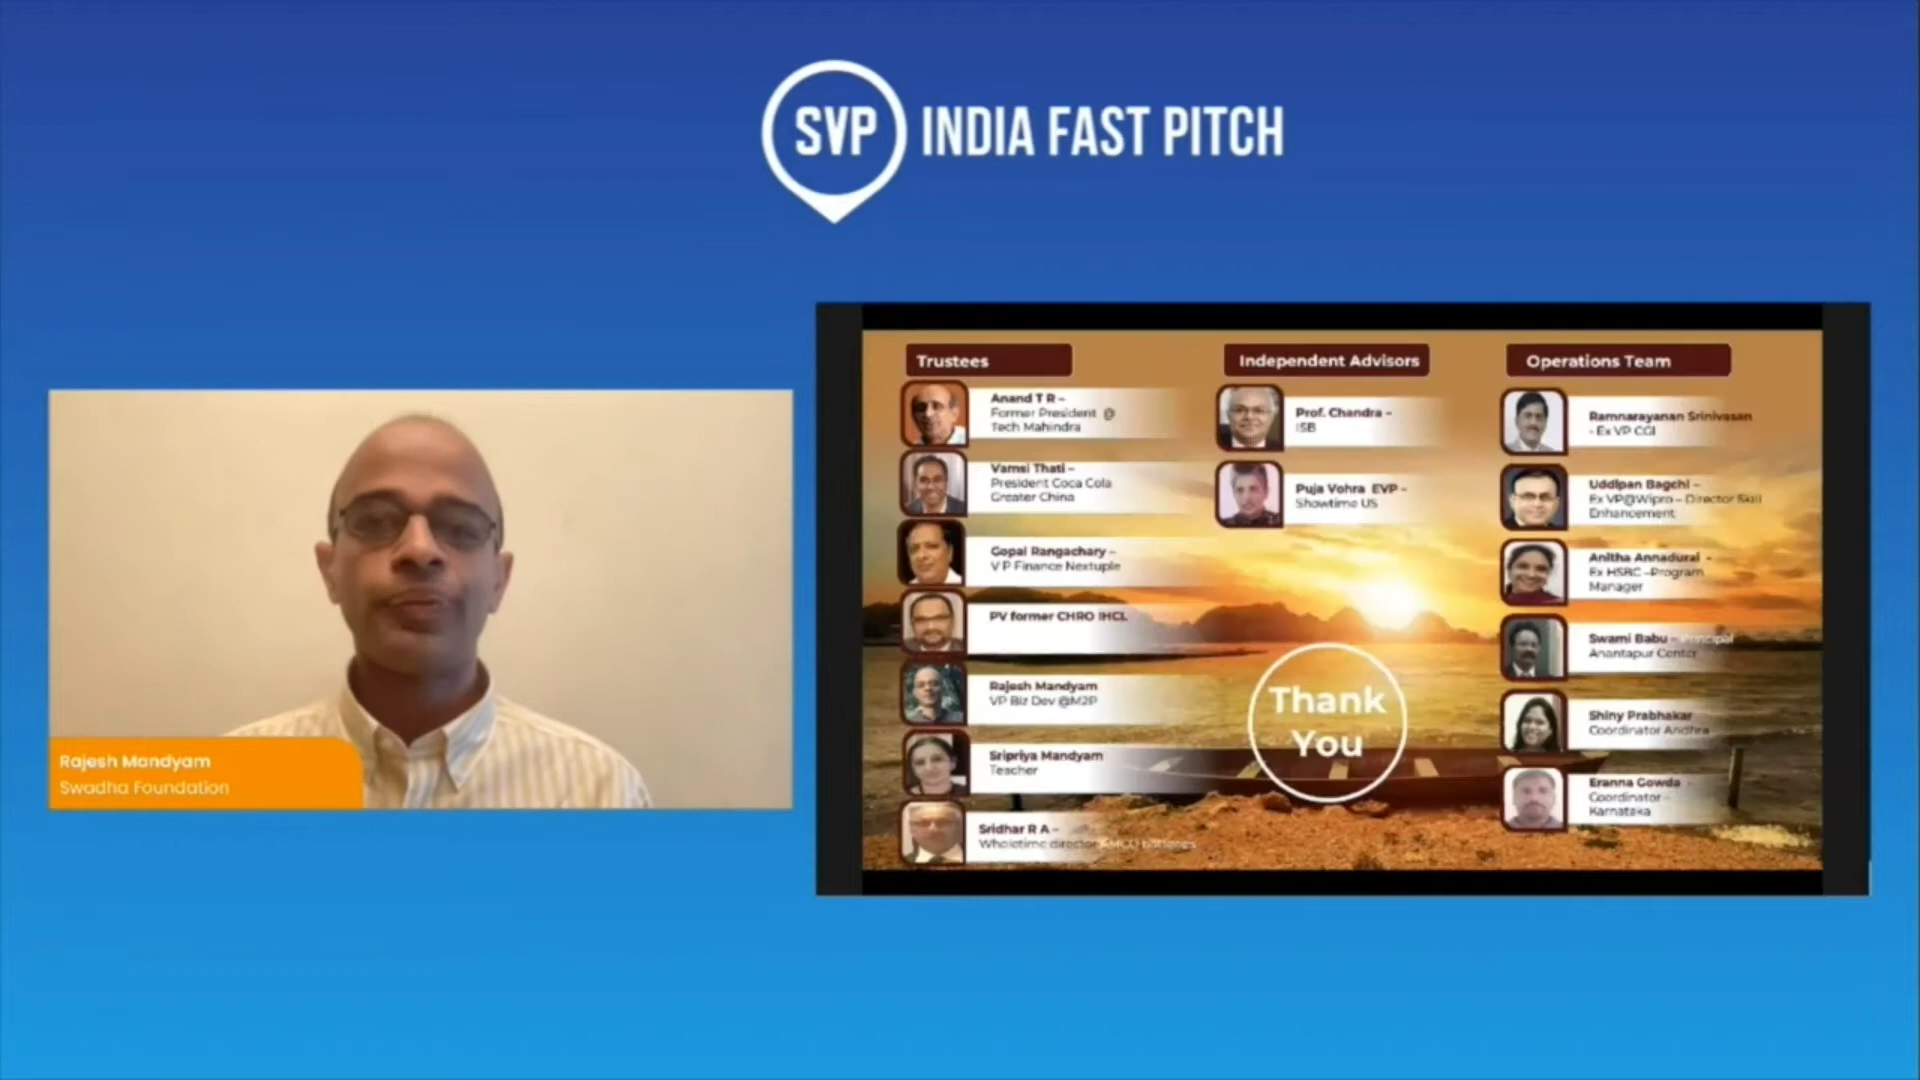 SVP INDIA FAST PITCH
Rajesh Mandyam
Swadha Foundation
Trustees
Anand T R –
Former President @
Tech Mahindra
Vamsi Thati –
President Coca Cola
Greater China
Gopal Rangachary –
V P Finance Nextuple
PV former CHRO IHCL
Rajesh Mandyam
VP Biz Dev @M2P
Sripriya Mandyam
Teacher
Sridhar R A –
Wholetime director batteries
Independent Advisors
Prof. Chandra –
ISB
Puja Vohra EVP –
Showtime US
Thank
You
Operations Team
Ramnarayanan Srinivasan
- Ex VP CGI
Uddipan Bagchi –
Ex VP@Wipro – Director Skill
Enhancement
Anitha Annadurai -
Ex HSBC –Program
Manager
Swami Babu – Principal
Anantapur Center
Shiny Prabhakar
Coordinator Andhra
Eranna Gowda -
Coordinator -
Karnataka